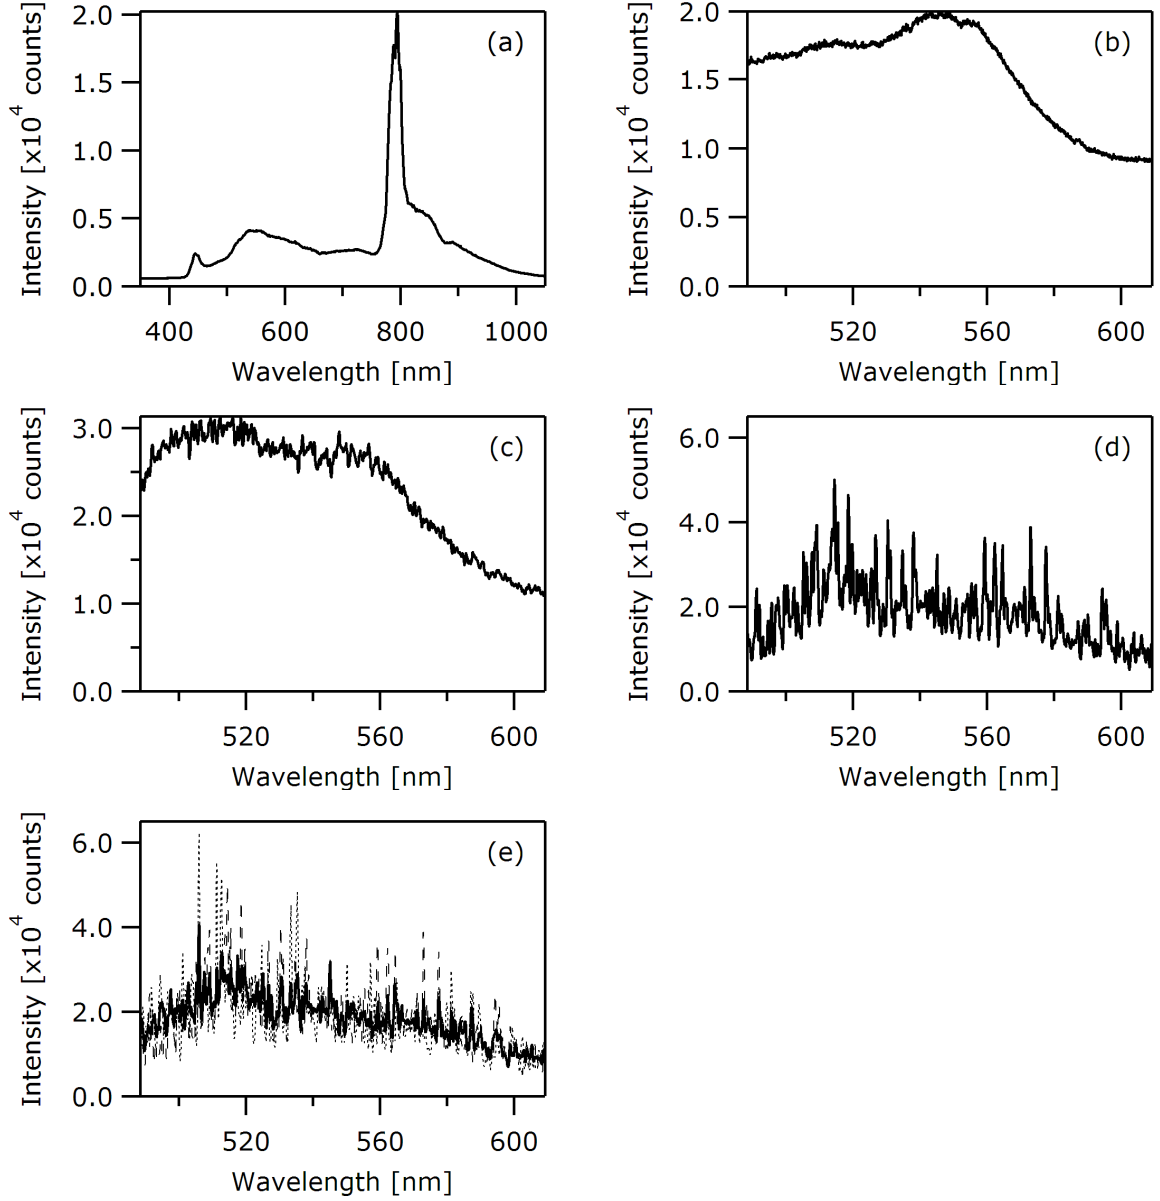 (a)
Intensity [x10^4 counts]
2.0
1.5
1.0
0.5
0.0
400 600 800 1000
Wavelength [nm]
(b)
Intensity [x10^4 counts]
2.0
1.5
1.0
0.5
0.0
520 560 600
Wavelength [nm]
(c)
Intensity [x10^4 counts]
3.0
2.0
1.0
0.0
520 560 600
Wavelength [nm]
(d)
Intensity [x10^4 counts]
6.0
4.0
2.0
0.0
520 560 600
Wavelength [nm]
(e)
Intensity [x10^4 counts]
6.0
4.0
2.0
0.0
520 560 600
Wavelength [nm]